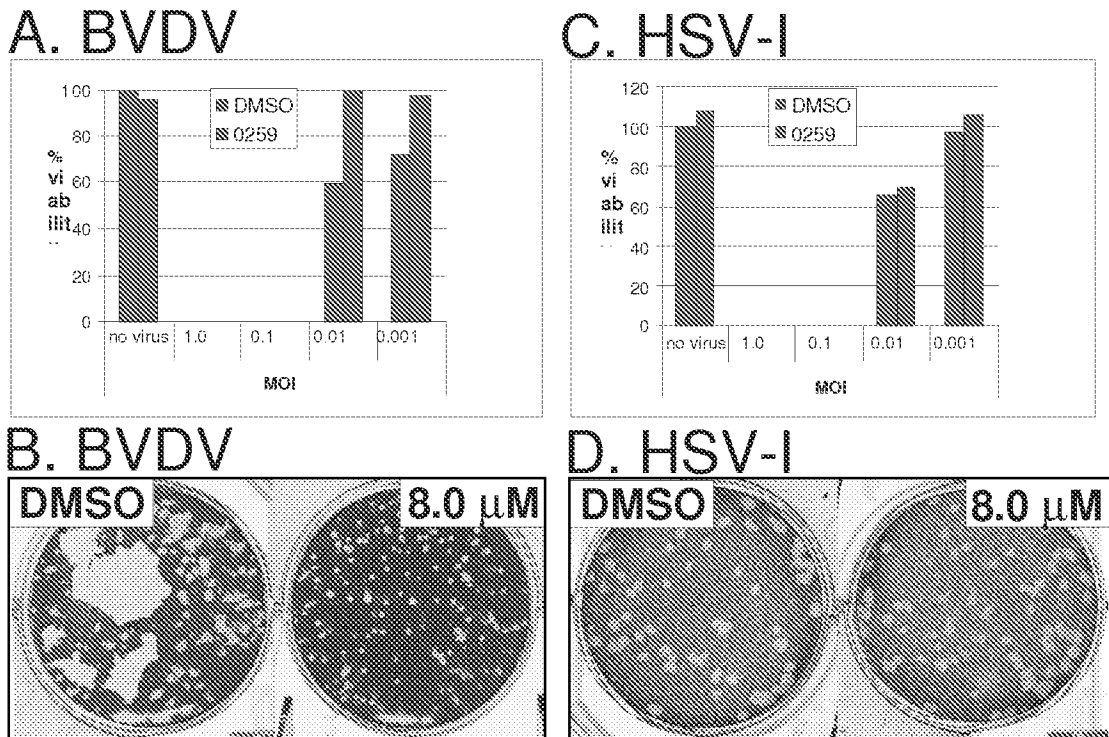 A. BVDV
100
80
60
40
20
0
%
vi
ab
ilit
DMSO
0259
no virus 1.0 0.1 0.01 0.001
MOI
C. HSV-I
120
100
80
60
40
20
0
%
vi
ab
ilit
DMSO
0259
no virus 1.0 0.1 0.01 0.001
MOI
B. BVDV
DMSO 8.0 μM
D. HSV-I
DMSO 8.0 μM